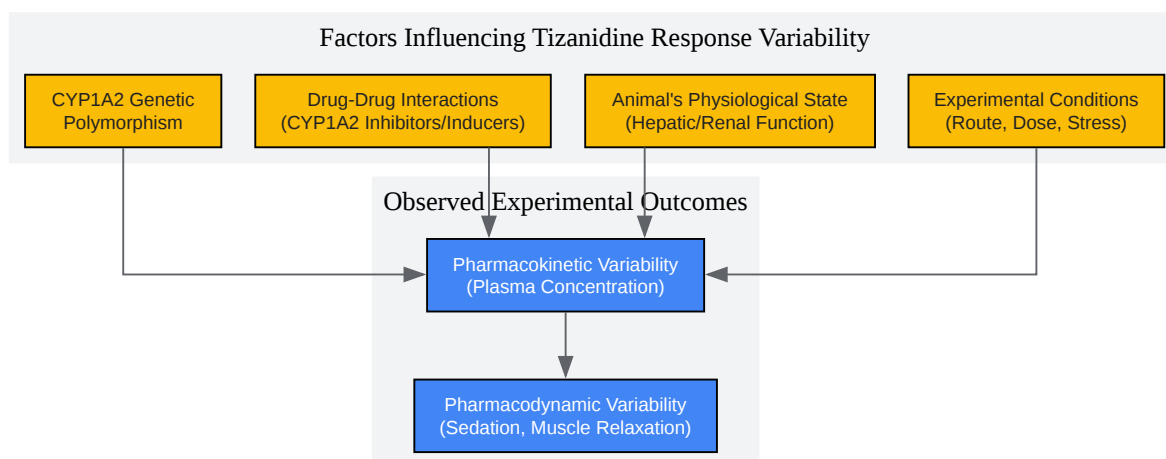 Factors Influencing Tizanidine Response Variability
CYP1A2 Genetic
Polymorphism
Drug-Drug Interactions
(CYP1A2 Inhibitors/Inducers)
Animal's Physiological State
(Hepatic/Renal Function)
Experimental Conditions
(Route, Dose, Stress)
Observed Experimental Outcomes
Pharmacokinetic Variability
(Plasma Concentration)
Pharmacodynamic Variability
(Sedation, Muscle Relaxation)